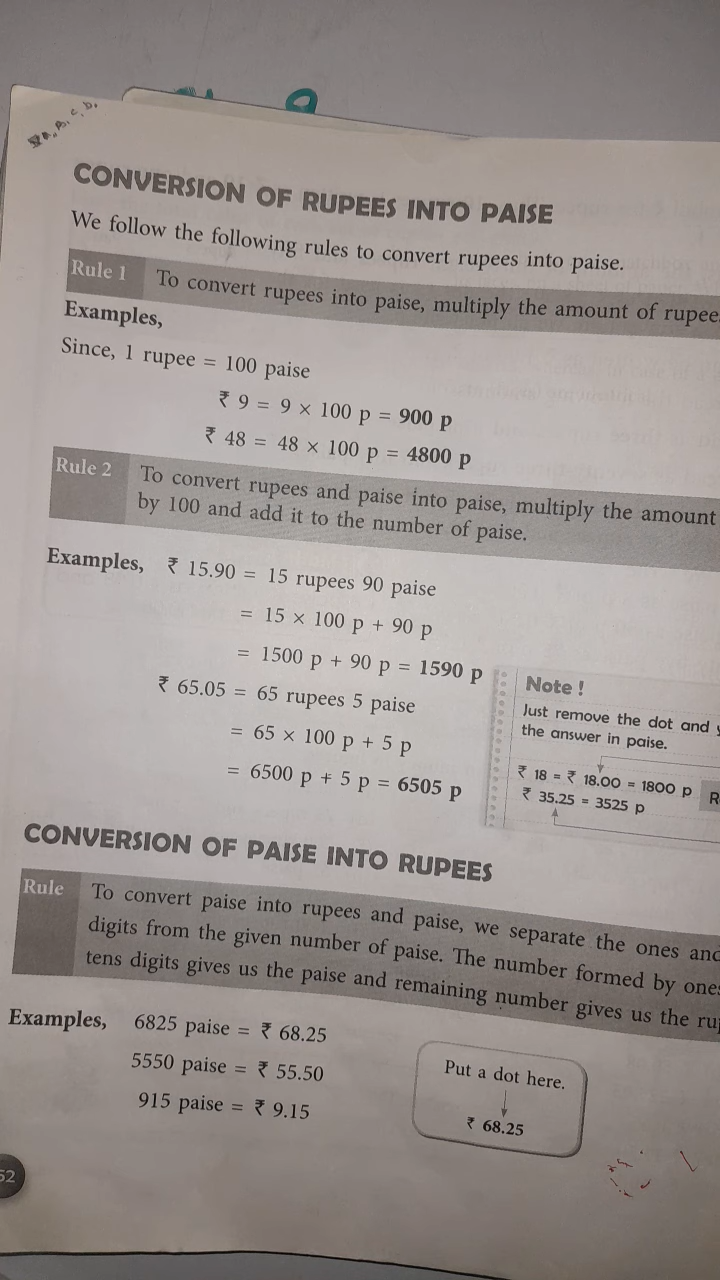 A, B, C, D.
CONVERSION OF RUPEES INTO PAISE
We follow the following rules to convert rupees into paise.
Rule 1 To convert rupees into paise, multiply the amount of rupee
Examples,
Since, 1 rupee = 100 paise
₹ 9 = 9 × 100 p = 900 p
₹ 48 = 48 × 100 p = 4800 p
Rule 2 To convert rupees and paise into paise, multiply the amount
by 100 and add it to the number of paise.
Examples, ₹ 15.90 = 15 rupees 90 paise
= 15 × 100 p + 90 p
= 1500 p + 90 p = 1590 p
₹ 65.05 = 65 rupees 5 paise
= 65 × 100 p + 5 p
= 6500 p + 5 p = 6505 p
Note !
Just remove the dot and
the answer in paise.
₹ 18 = ₹ 18.00 = 1800 p
₹ 35.25 = 3525 p
CONVERSION OF PAISE INTO RUPEES
Rule To convert paise into rupees and paise, we separate the ones and
digits from the given number of paise. The number formed by ones
tens digits gives us the paise and remaining number gives us the ru
Examples, 6825 paise = ₹ 68.25
5550 paise = ₹ 55.50
915 paise = ₹ 9.15
Put a dot here.
₹ 68.25
52